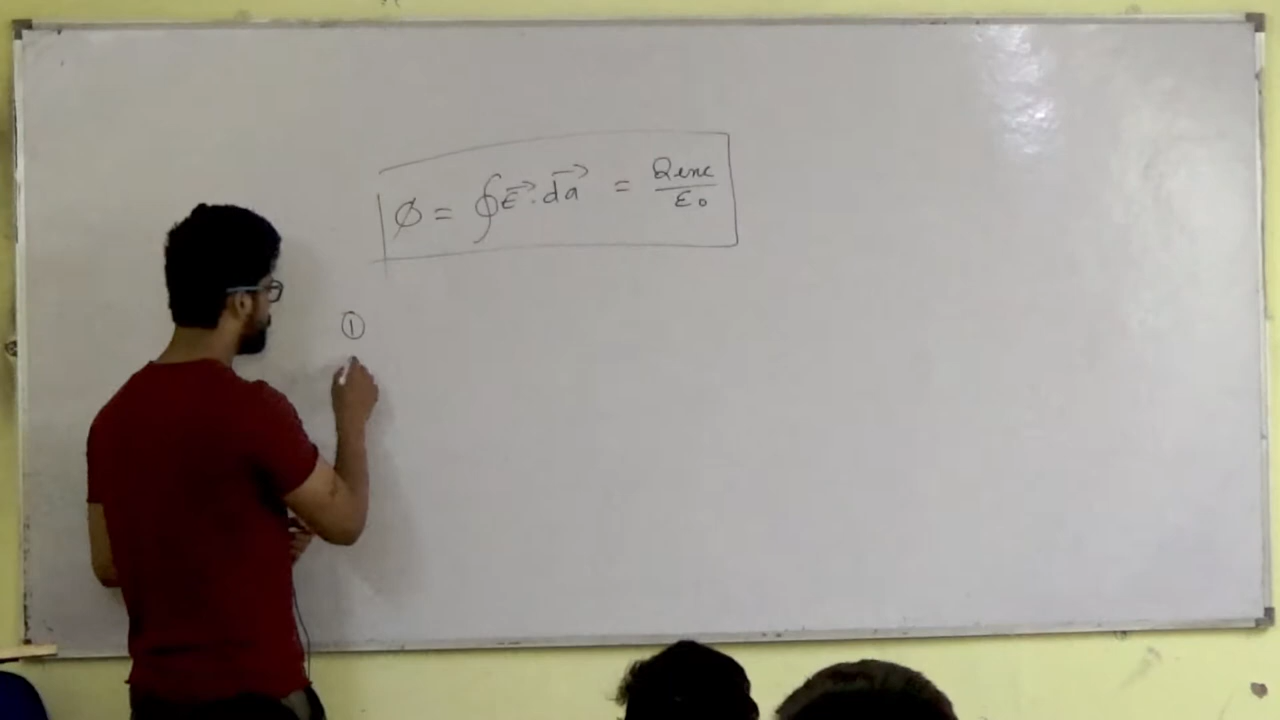 ϕ = ∮E⃗ · da⃗ = Qenc/ε₀
①